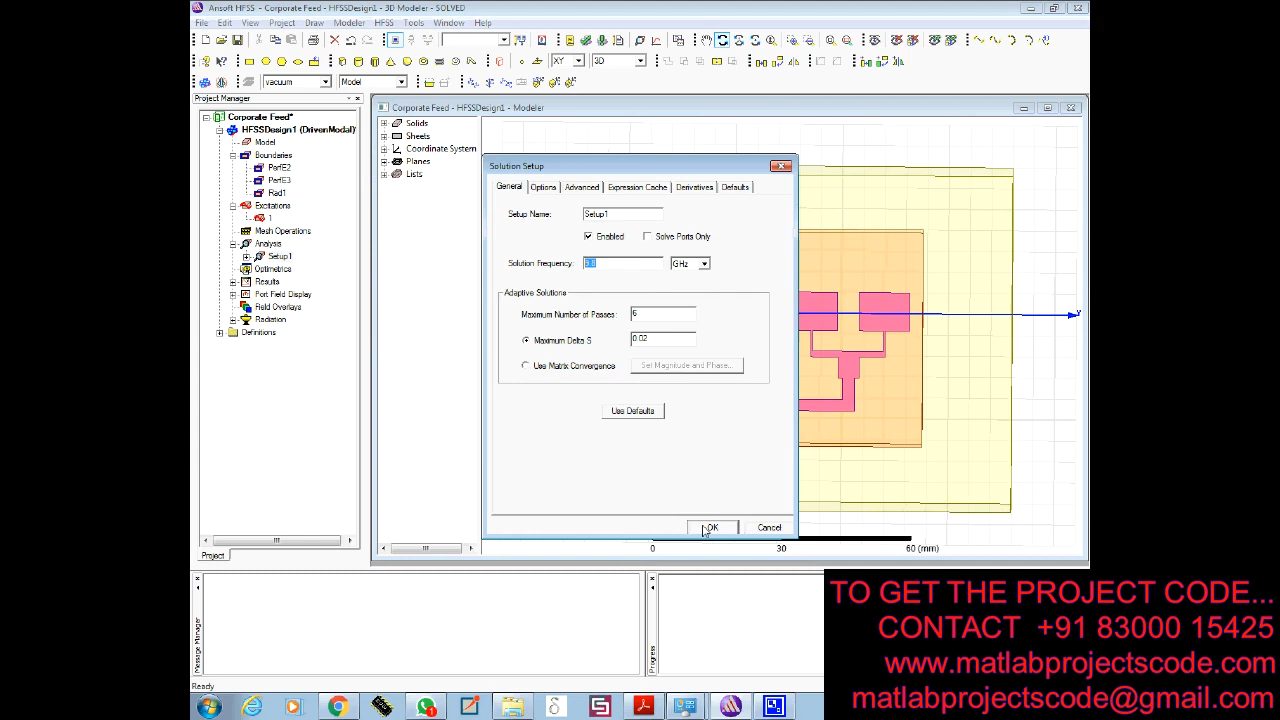 Ansoft HFSS - Corporate Feed - HFSSDesign1 - 3D Modeler - SOLVED
File Edit View Project Draw Modeler HFSS Tools Window Help
XY 3D
vacuum Model
Project Manager
Corporate Feed*
HFSSDesign1 (DrivenModal)*
Model
Boundaries
PerfE2
PerfE3
Rad1
Excitations
1
Mesh Operations
Analysis
Setup1
Optimetrics
Results
Port Field Display
Field Overlays
Radiation
Definitions
Project
Corporate Feed - HFSSDesign1 - Modeler
Solids
Sheets
Coordinate System
Planes
Lists
Solution Setup
General Options Advanced Expression Cache Derivatives Defaults
Setup Name: Setup1
Enabled Solve Ports Only
Solution Frequency: GHz
Adaptive Solutions
Maximum Number of Passes: 6
Maximum Delta S 0.02
Use Matrix Convergence Set Magnitude and Phase...
Use Defaults
OK Cancel
Y
0 30 60 (mm)
Message Manager
Progress
Ready
TO GET THE PROJECT CODE...
CONTACT +91 83000 15425
www.matlabprojectscode.com
matlabprojectscode@gmail.com